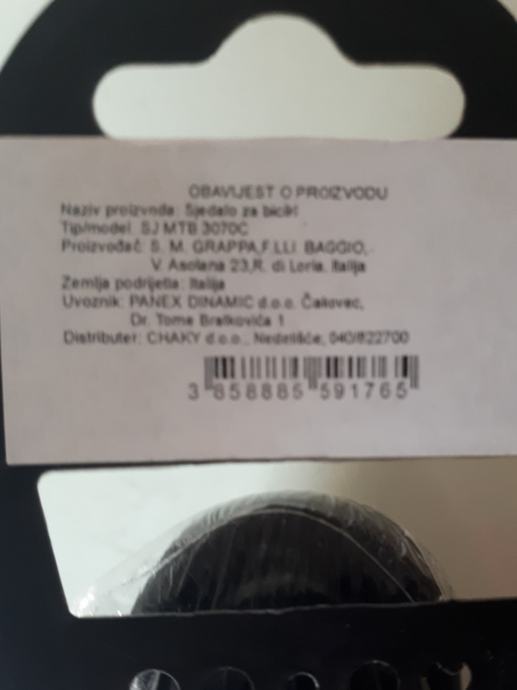 OBAVIJEST O PROIZVODU
Naziv proizvoda: Sjedalo za bicikl
Tip/model: SJ MTB 3070C
Proizvođač: S. M. GRAPPA,F.LLI. BAGGIO,
V. Asolana 23,R. di Loria, Italija
Zemlja podrijetla: Italija
Uvoznik: PANEX DINAMIC d.o.o. Čakovec,
Dr. Tome Bratkovića 1
Distributer: CHAKY d.o.o., Nedelišće, 040/822700
3 858885 591765